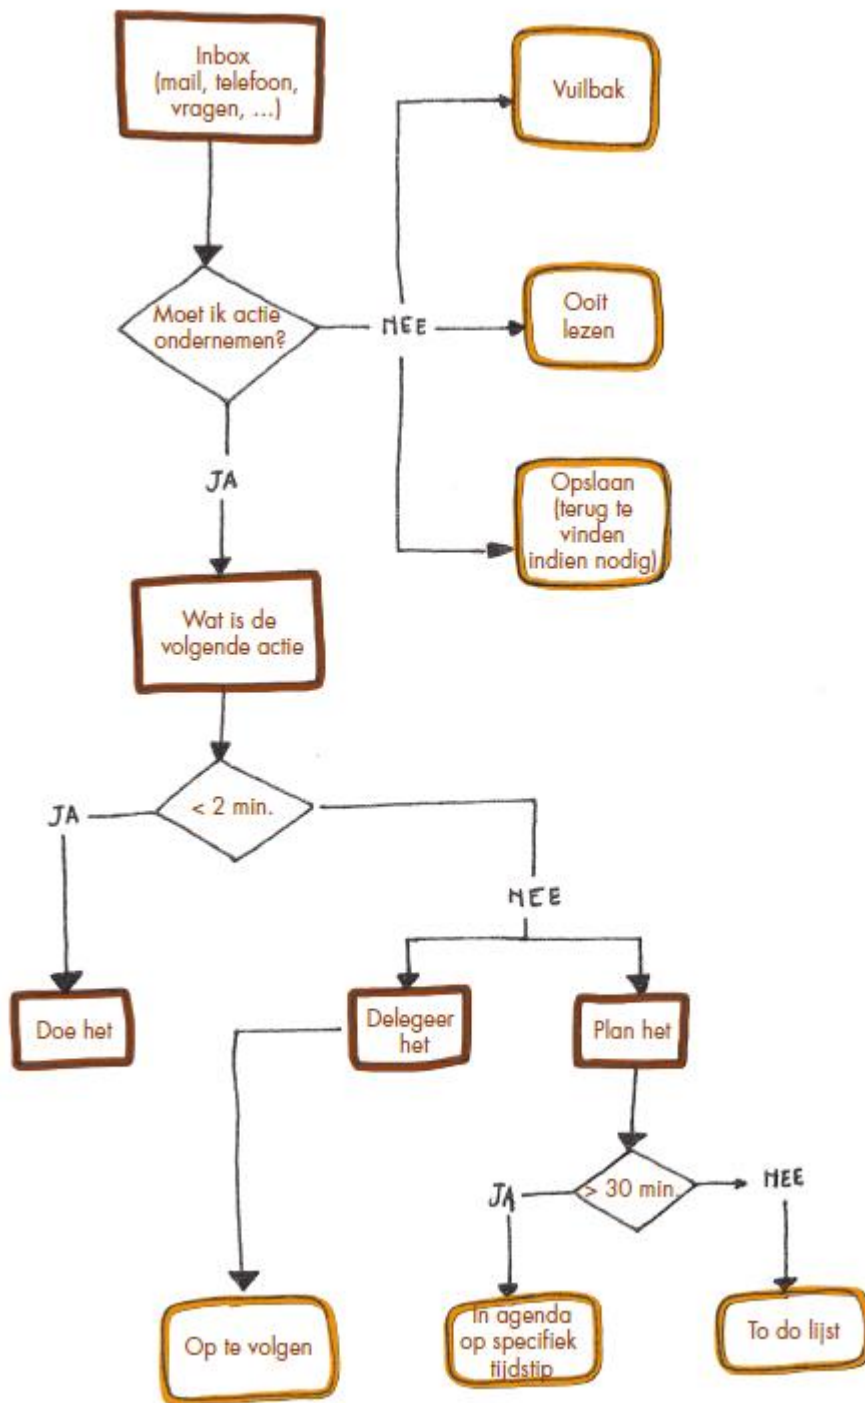 Inbox
(mail, telefoon,
vragen, ...)
Vuilbak
Moet ik actie
ondernemen?
NEE
Ooit
lezen
JA
Opslaan
(terug te
vinden
indien nodig)
Wat is de
volgende actie
< 2 min.
JA
NEE
Doe het
Delegeer
het
Plan het
> 30 min.
JA
NEE
Op te volgen
In agenda
op specifiek
tijdstip
To do lijst